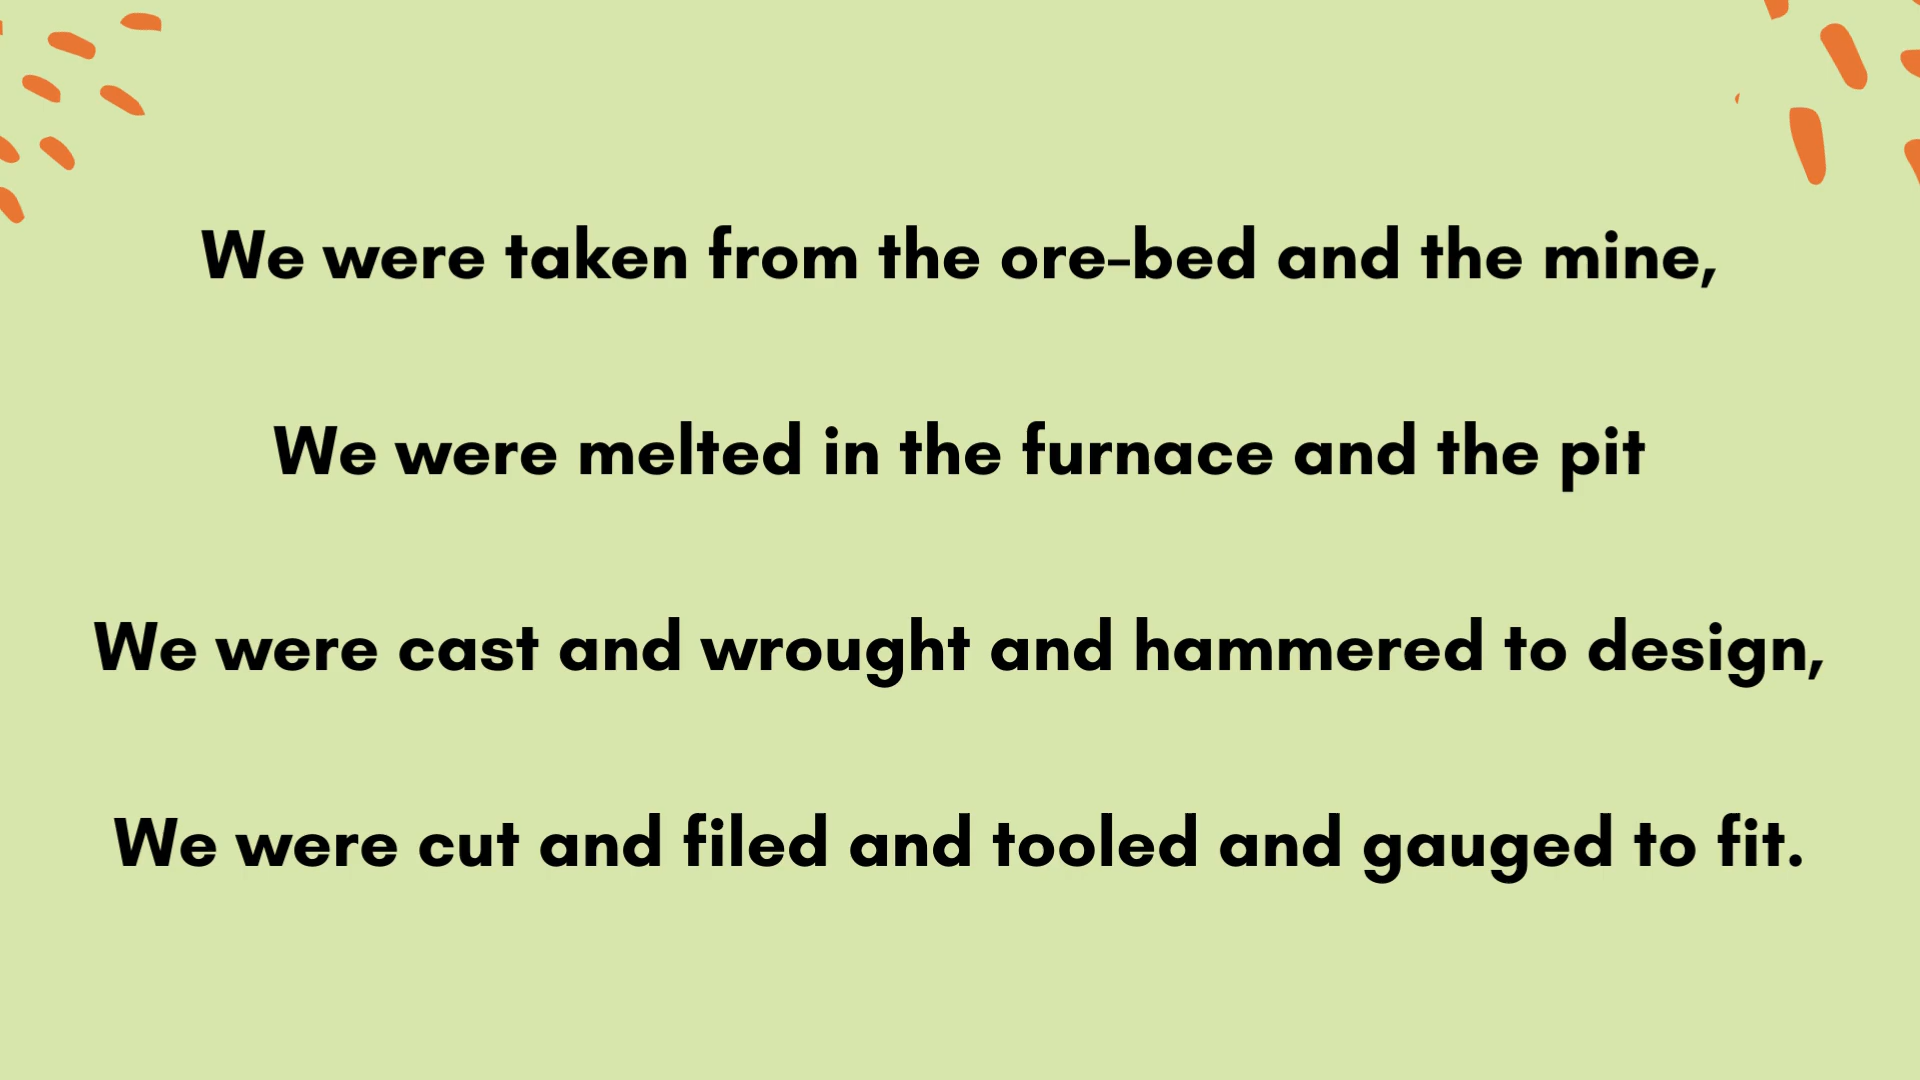 We were taken from the ore-bed and the mine,
We were melted in the furnace and the pit
We were cast and wrought and hammered to design,
We were cut and filed and tooled and gauged to fit.